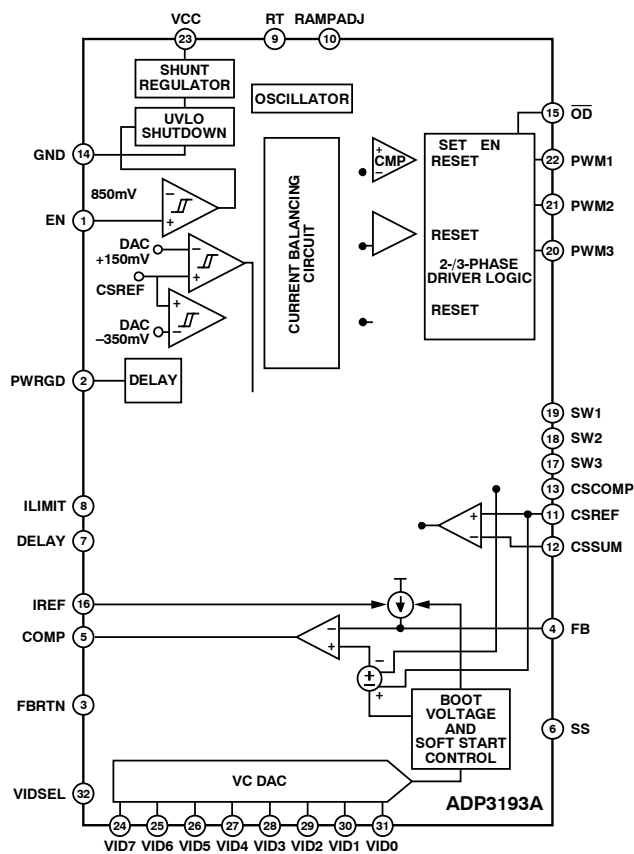 VCC
RT RAMPADJ
23
9
10
SHUNT
REGULATOR
OSCILLATOR
UVLO
SHUTDOWN
15
OD
GND
14
SET EN
+
CMP
−
RESET
22
PWM1
850mV
−
+
21
PWM2
EN
1
DAC
+150mV
−
+
CSREF
CURRENT BALANCING
CIRCUIT
RESET
20
PWM3
2-/3-PHASE
DRIVER LOGIC
+
−
DAC
−350mV
RESET
PWRGD
2
DELAY
19
SW1
18
SW2
17
SW3
13
CSCOMP
ILIMIT
8
+
−
11
CSREF
DELAY
7
12
CSSUM
IREF
16
COMP
5
−
+
4
FB
−
+
−
+
FBRTN
3
BOOT
VOLTAGE
AND
SOFT START
CONTROL
6
SS
VC DAC
VIDSEL
32
ADP3193A
24
25
26
27
28
29
30
31
VID7 VID6 VID5 VID4 VID3 VID2 VID1 VID0